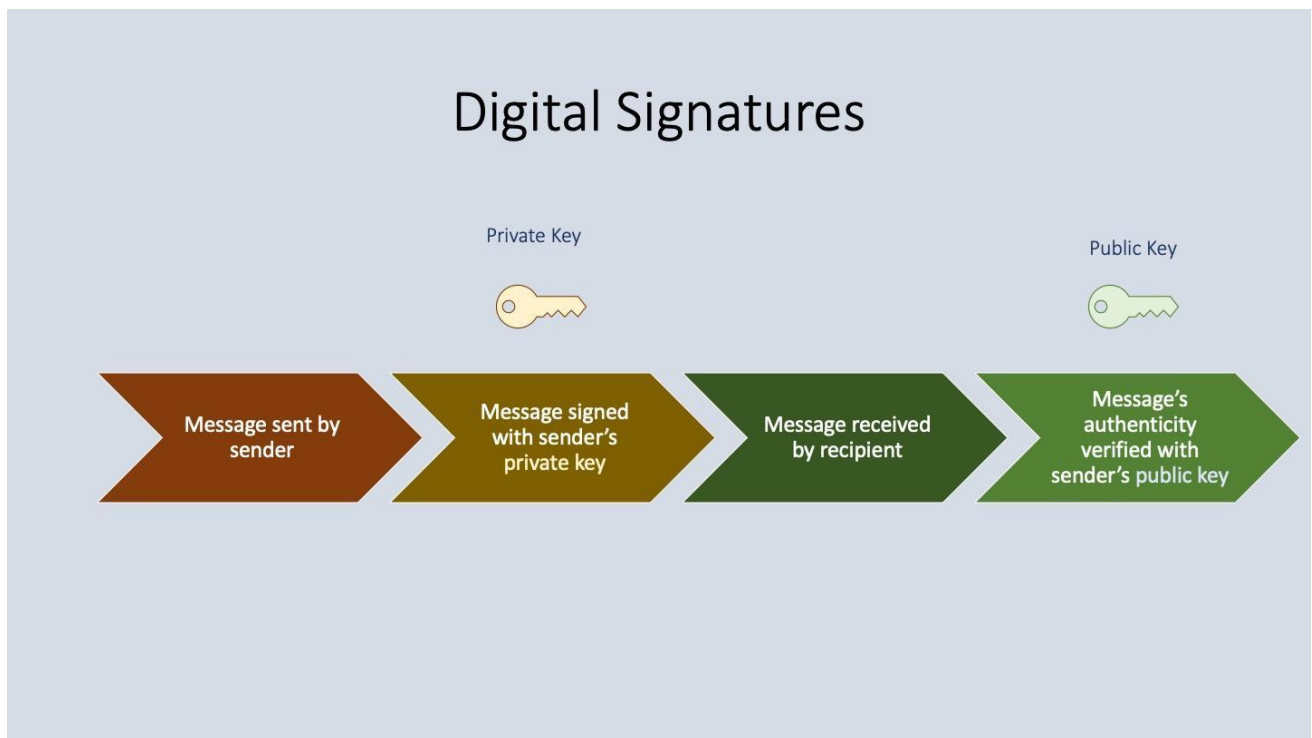 Digital Signatures
Private Key
Public Key
Message sent by
sender
Message signed
with sender’s
private key
Message received
by recipient
Message’s
authenticity
verified with
sender’s public key